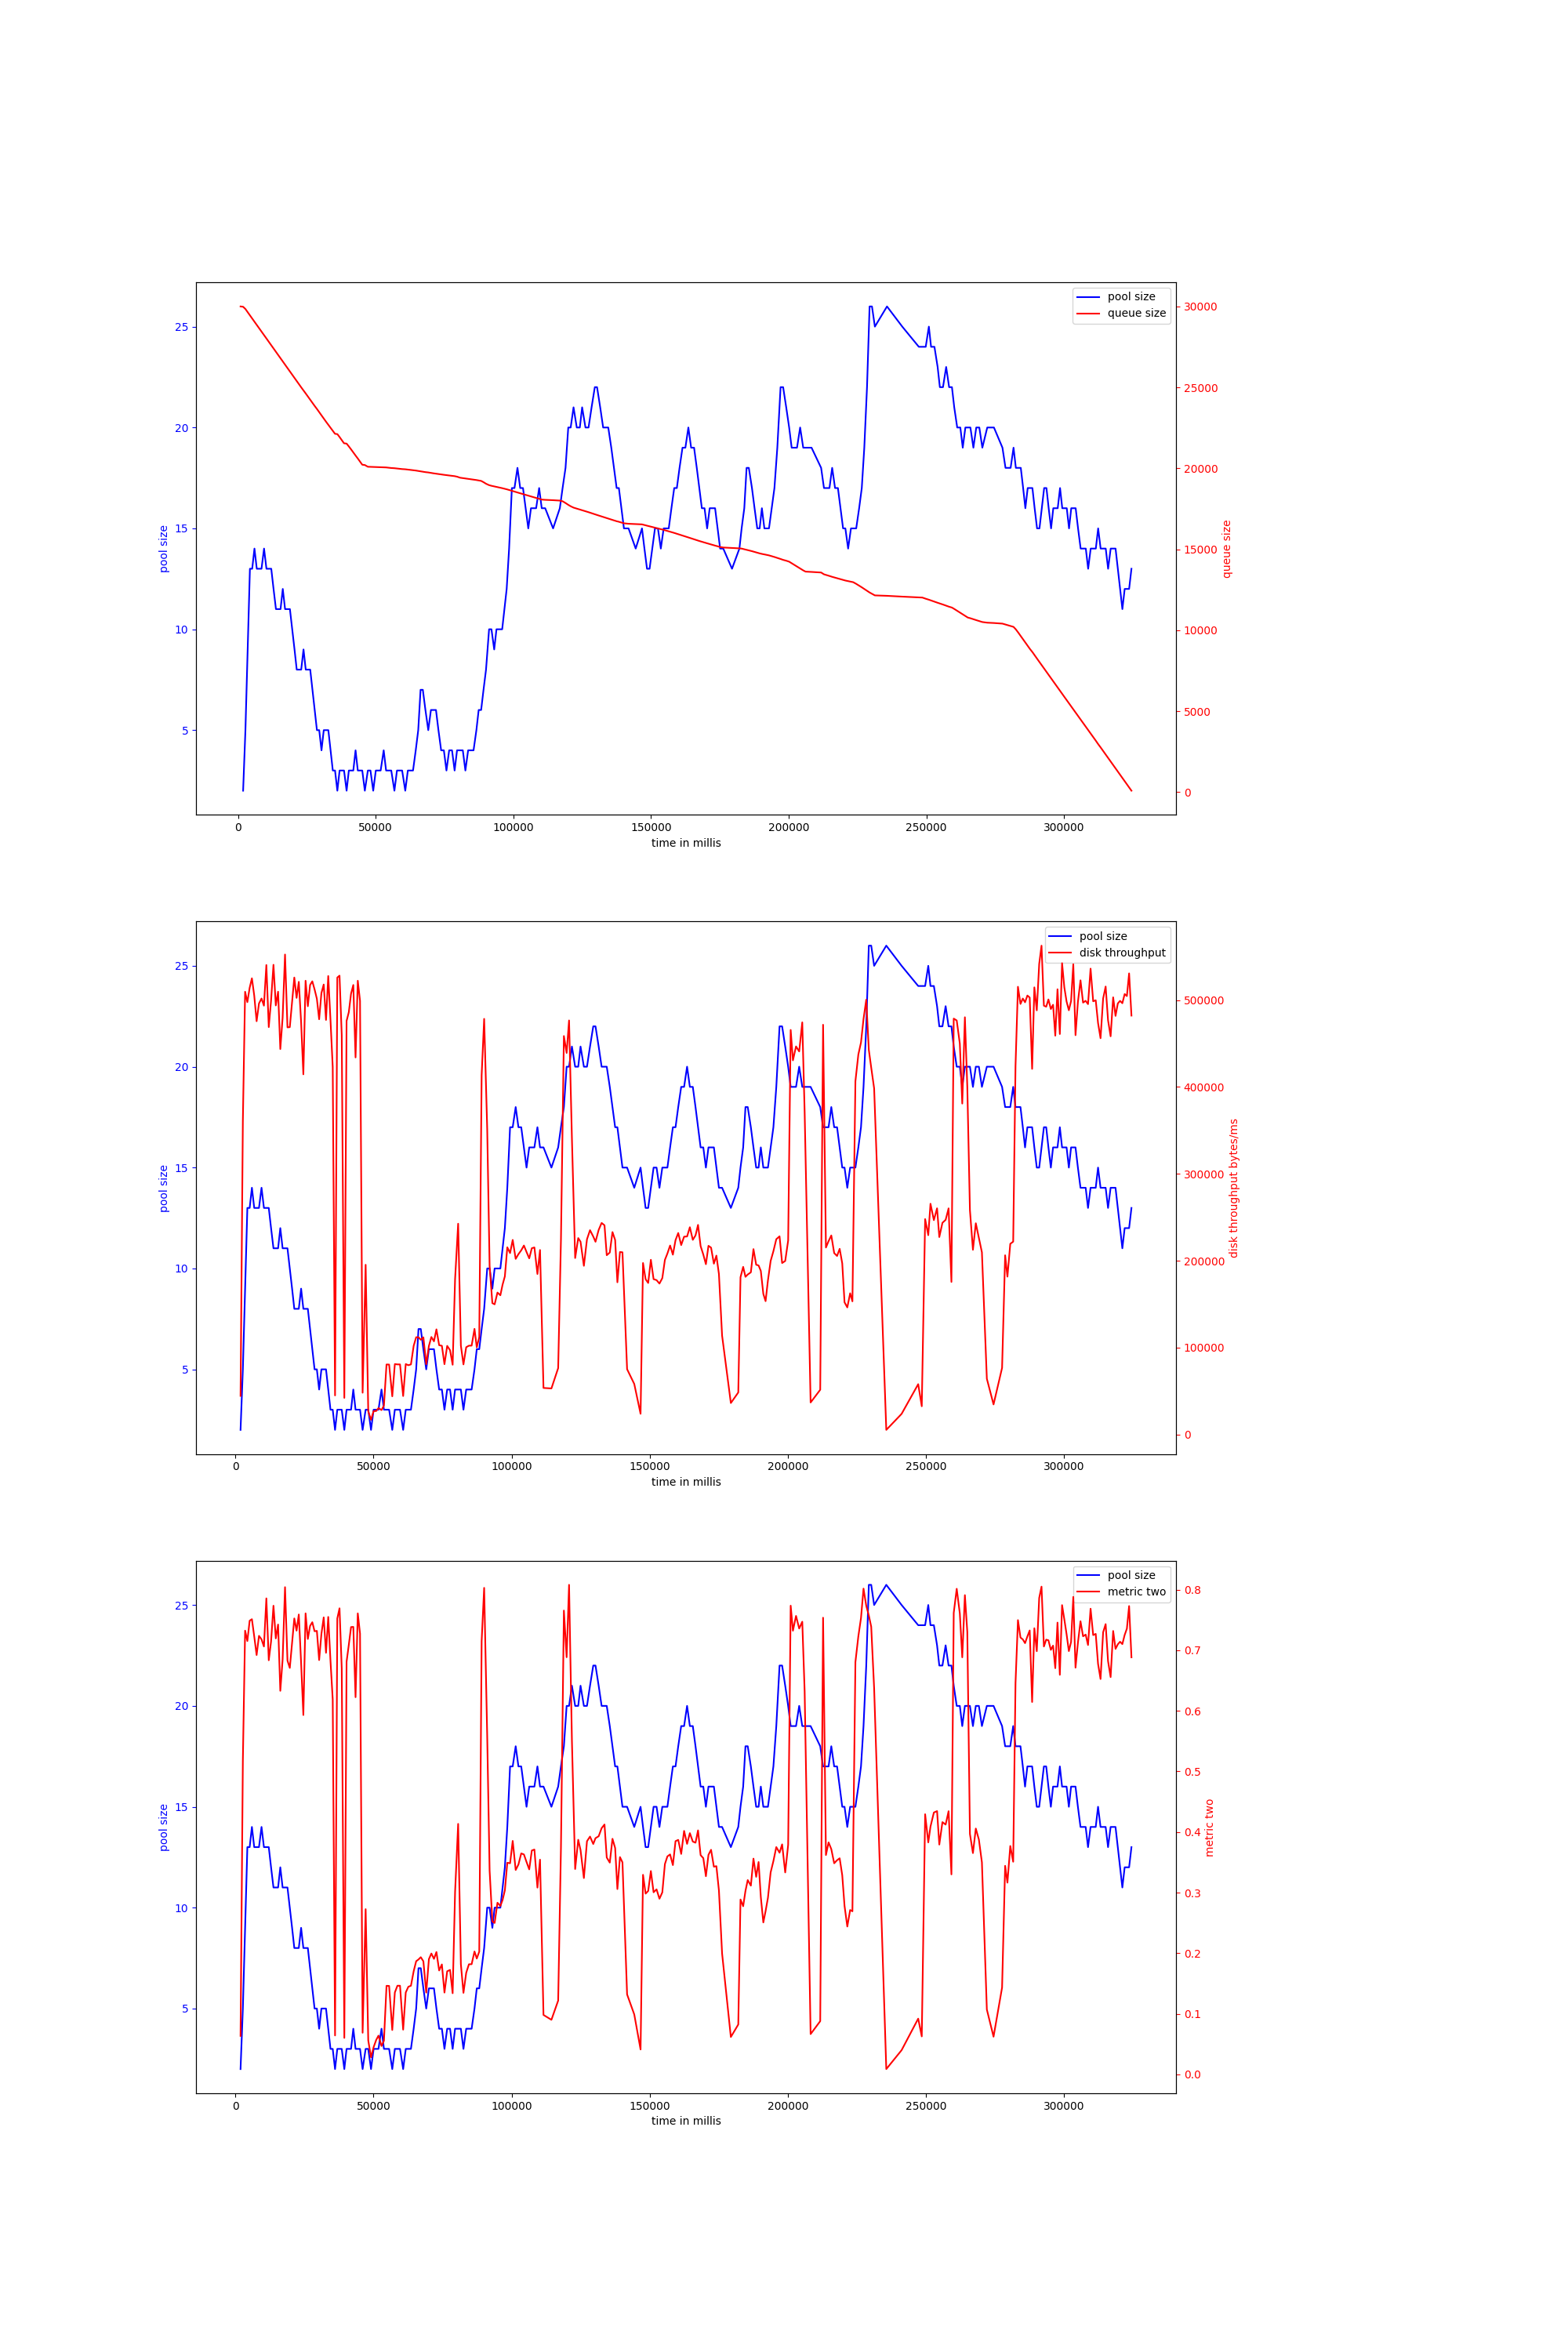 pool size
queue size
30000
25000
20000
15000
10000
5000
0
25
20
15
10
5
pool size
queue size
0 50000 100000 150000 200000 250000 300000
time in millis
pool size
disk throughput
500000
400000
300000
200000
100000
0
25
20
15
10
5
pool size
disk throughput bytes/ms
0 50000 100000 150000 200000 250000 300000
time in millis
pool size
metric two
0.8
0.7
0.6
0.5
0.4
0.3
0.2
0.1
0.0
25
20
15
10
5
pool size
metric two
0 50000 100000 150000 200000 250000 300000
time in millis